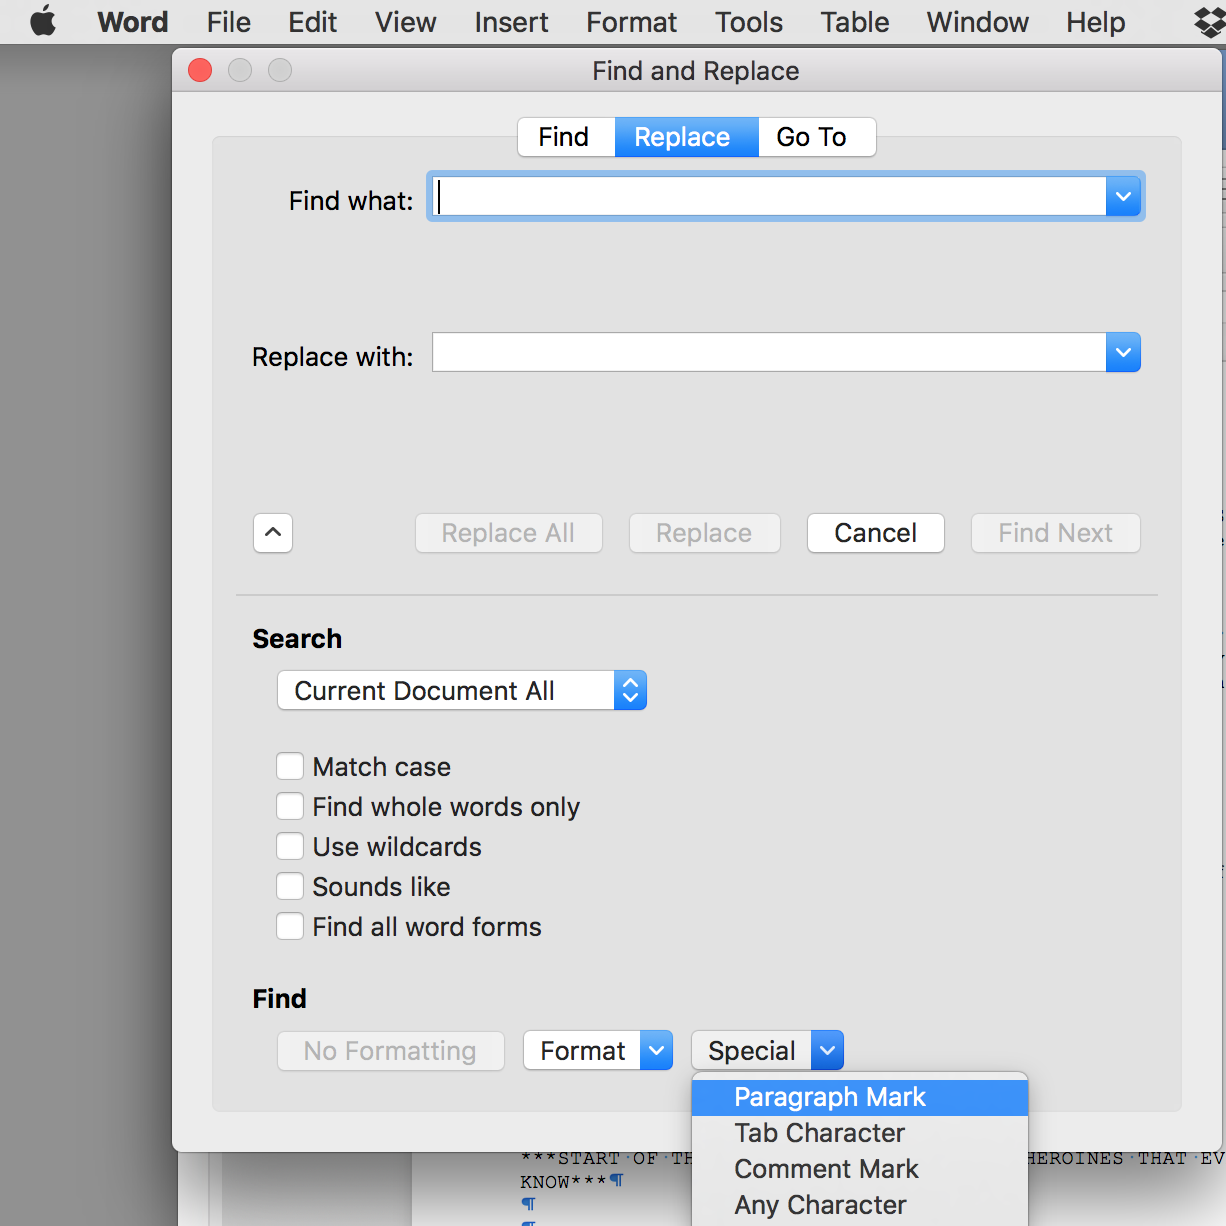 Word File Edit View Insert Format Tools Table Window Help
Find and Replace
Find Replace Go To
Find what:
Replace with:
Replace All Replace Cancel Find Next
Search
Current Document All
Match case
Find whole words only
Use wildcards
Sounds like
Find all word forms
Find
No Formatting Format Special
Paragraph Mark
Tab Character
***START·OF·TH HEROINES·THAT·EV
Comment Mark
KNOW***¶
Any Character
¶